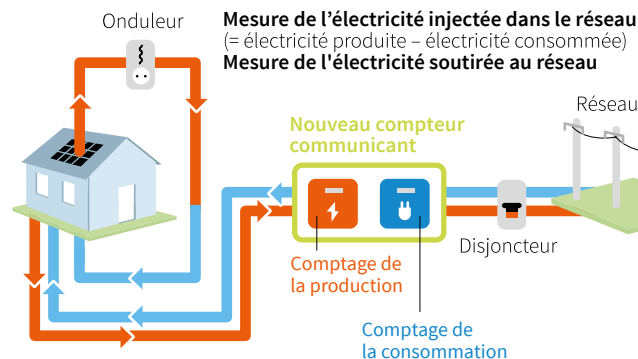 Onduleur
Mesure de l’électricité injectée dans le réseau
(= électricité produite – électricité consommée)
Mesure de l'électricité soutirée au réseau
Réseau
Nouveau compteur
communicant
Disjoncteur
Comptage de
la production
Comptage de
la consommation